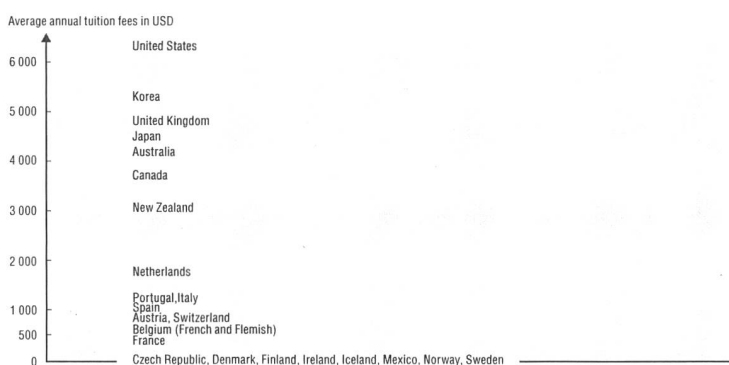 Average annual tuition fees in USD
6 000
United States
5 000
Korea
United Kingdom
Japan
Australia
4 000
Canada
3 000
New Zealand
2 000
Netherlands
Portugal,Italy
Spain
1 000
Austria, Switzerland
Belgium (French and Flemish)
500
France
0
Czech Republic, Denmark, Finland, Ireland, Iceland, Mexico, Norway, Sweden